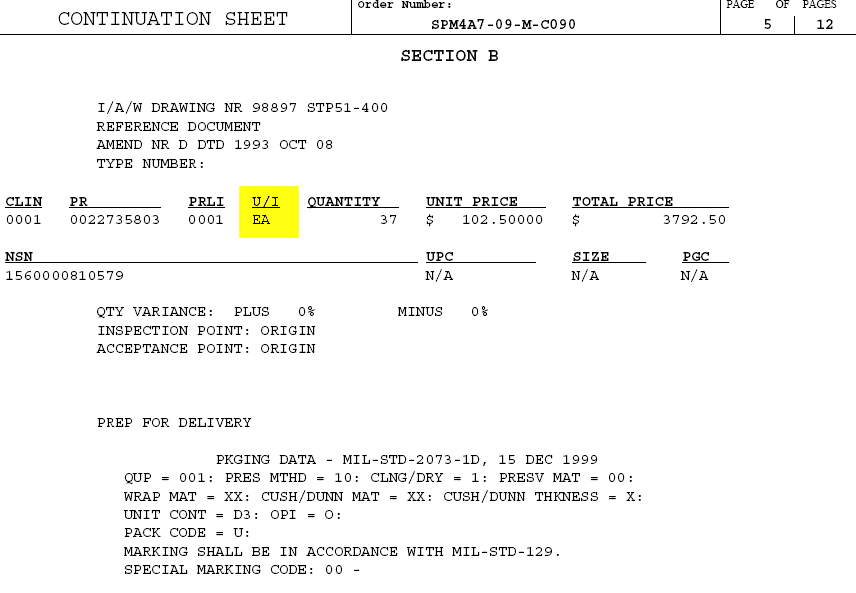 Order Number:
PAGE OF PAGES
CONTINUATION SHEET
SPM4A7-09-M-C090
5 12
SECTION B
I/A/W DRAWING NR 98897 STP51-400
REFERENCE DOCUMENT
AMEND NR D DTD 1993 OCT 08
TYPE NUMBER:
CLIN PR PRLI U/I QUANTITY UNIT PRICE TOTAL PRICE
0001 0022735803 0001 EA 37 $ 102.50000 $ 3792.50
NSN UPC SIZE PGC
1560000810579 N/A N/A N/A
QTY VARIANCE: PLUS 0% MINUS 0%
INSPECTION POINT: ORIGIN
ACCEPTANCE POINT: ORIGIN
PREP FOR DELIVERY
PKGING DATA - MIL-STD-2073-1D, 15 DEC 1999
QUP = 001: PRES MTHD = 10: CLNG/DRY = 1: PRESV MAT = 00:
WRAP MAT = XX: CUSH/DUNN MAT = XX: CUSH/DUNN THKNESS = X:
UNIT CONT = D3: OPI = O:
PACK CODE = U:
MARKING SHALL BE IN ACCORDANCE WITH MIL-STD-129.
SPECIAL MARKING CODE: 00 -